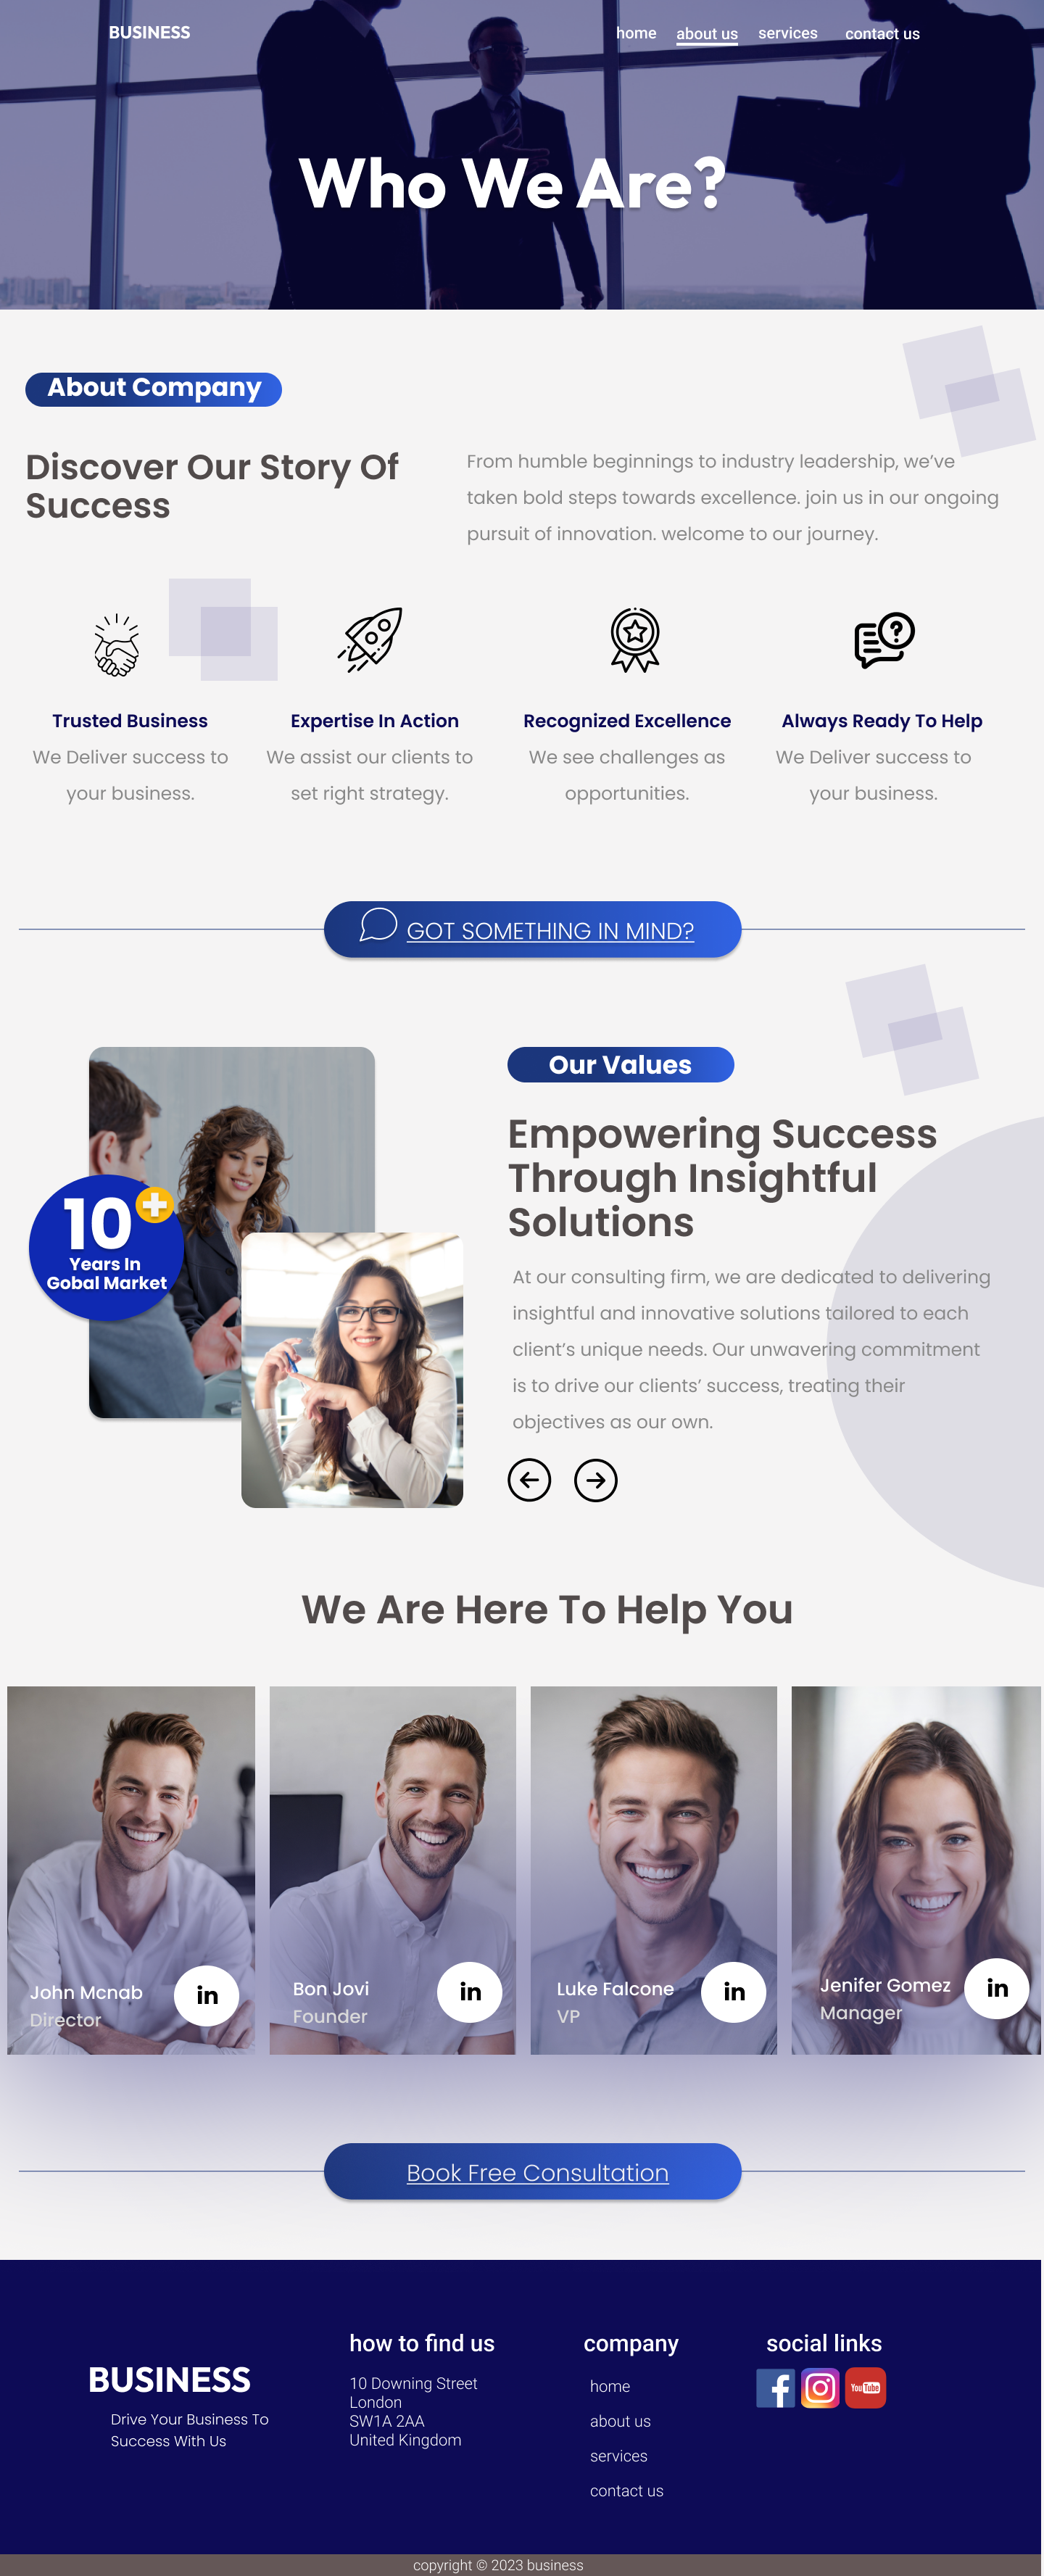 BUSINESS
home about us services contact us
Who We Are?
About Company
Discover Our Story Of
Success
From humble beginnings to industry leadership, we’ve
taken bold steps towards excellence. join us in our ongoing
pursuit of innovation. welcome to our journey.
Trusted Business
We Deliver success to
your business.
Expertise In Action
We assist our clients to
set right strategy.
Recognized Excellence
We see challenges as
opportunities.
Always Ready To Help
We Deliver success to
your business.
GOT SOMETHING IN MIND?
10+
Years In
Gobal Market
Our Values
Empowering Success
Through Insightful
Solutions
At our consulting firm, we are dedicated to delivering
insightful and innovative solutions tailored to each
client’s unique needs. Our unwavering commitment
is to drive our clients’ success, treating their
objectives as our own.
We Are Here To Help You
John Mcnab
Director
in
Bon Jovi
Founder
in
Luke Falcone
VP
in
Jenifer Gomez
Manager
in
Book Free Consultation
BUSINESS
Drive Your Business To
Success With Us
how to find us
10 Downing Street
London
SW1A 2AA
United Kingdom
company
home
about us
services
contact us
social links
f
You Tube
copyright © 2023 business